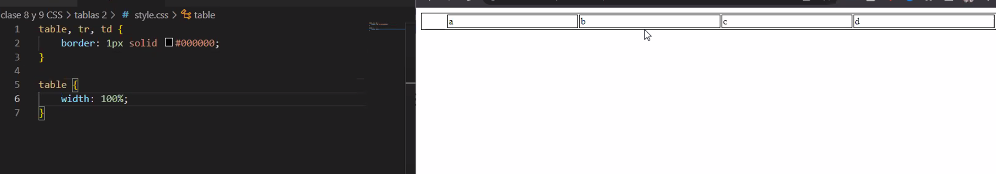 clase 8 y 9 CSS > tablas 2 > # style.css > table
1 table, tr, td {
2 border: 1px solid #000000;
3 }
4
5 table {
6 width: 100%;
7 }
a b c d